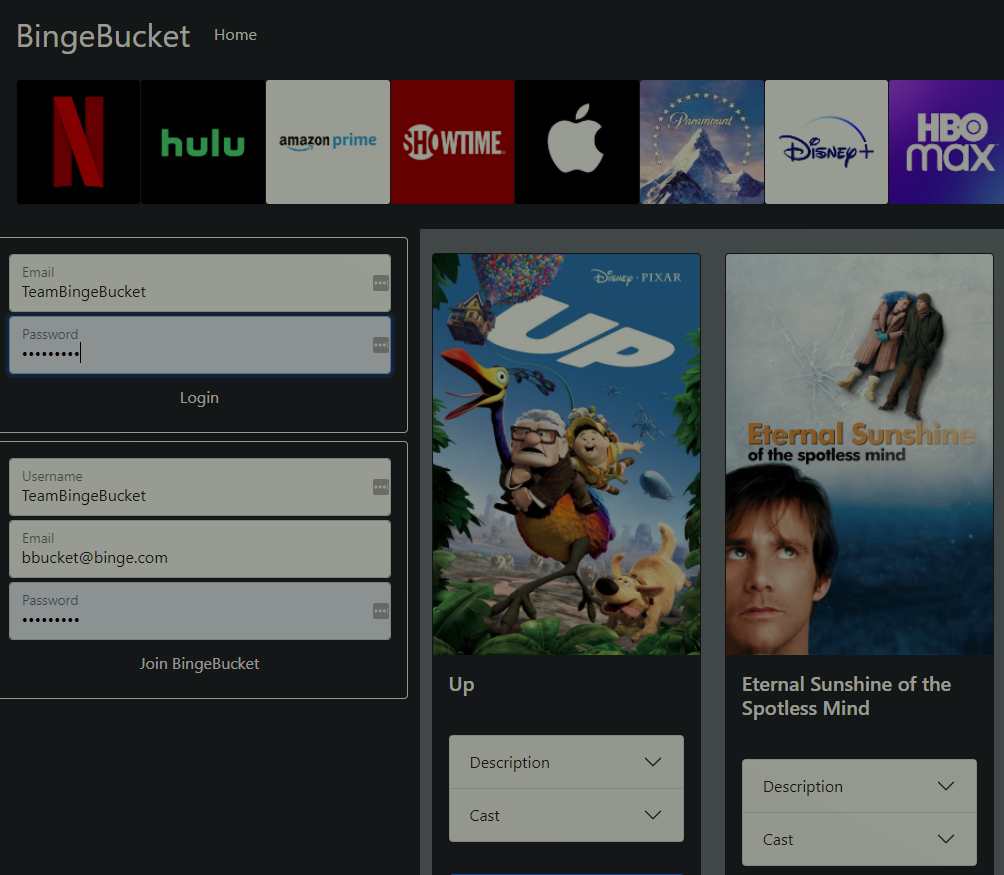 BingeBucket Home
N hulu amazon prime SHOWTIME Paramount Disney+ HBO max
Email
TeamBingeBucket
Password
•••••••••
Login
Username
TeamBingeBucket
Email
bbucket@binge.com
Password
•••••••••
Join BingeBucket
Disney · PIXAR
UP
Up
Description
Cast
Eternal Sunshine
of the spotless mind
Eternal Sunshine of the
Spotless Mind
Description
Cast